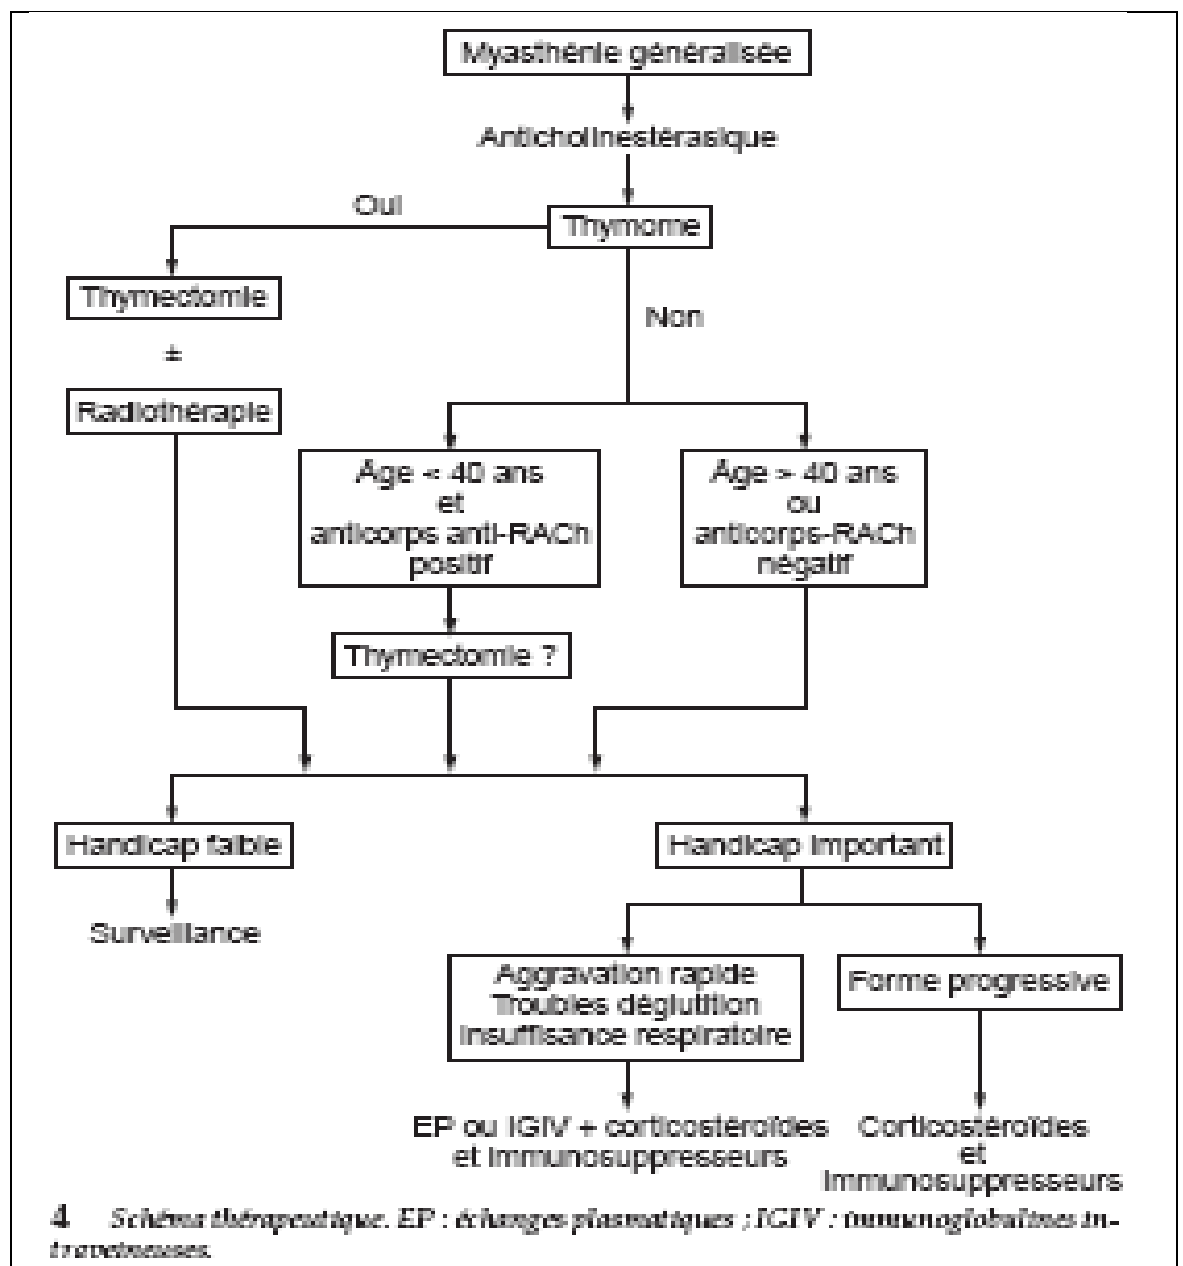 Myasthénie généralisée
Anticholinestérasique
Oui
Thymome
Thymectomie
Non
±
Radiothérapie
Age < 40 ans
et
anticorps anti-RACh
positif
Age > 40 ans
ou
anticorps-RACh
négatif
Thymectomie ?
Handicap faible
Handicap important
Surveillance
Aggravation rapide
Troubles déglutition
Insuffisance respiratoire
Forme progressive
EP ou IGIV + corticostéroïdes
et immunosuppresseurs
Corticostéroïdes
et
immunosuppresseurs
4 Schéma thérapeutique. EP : échanges plasmatiques ; IGIV : immunoglobulines in-
traveineuses.